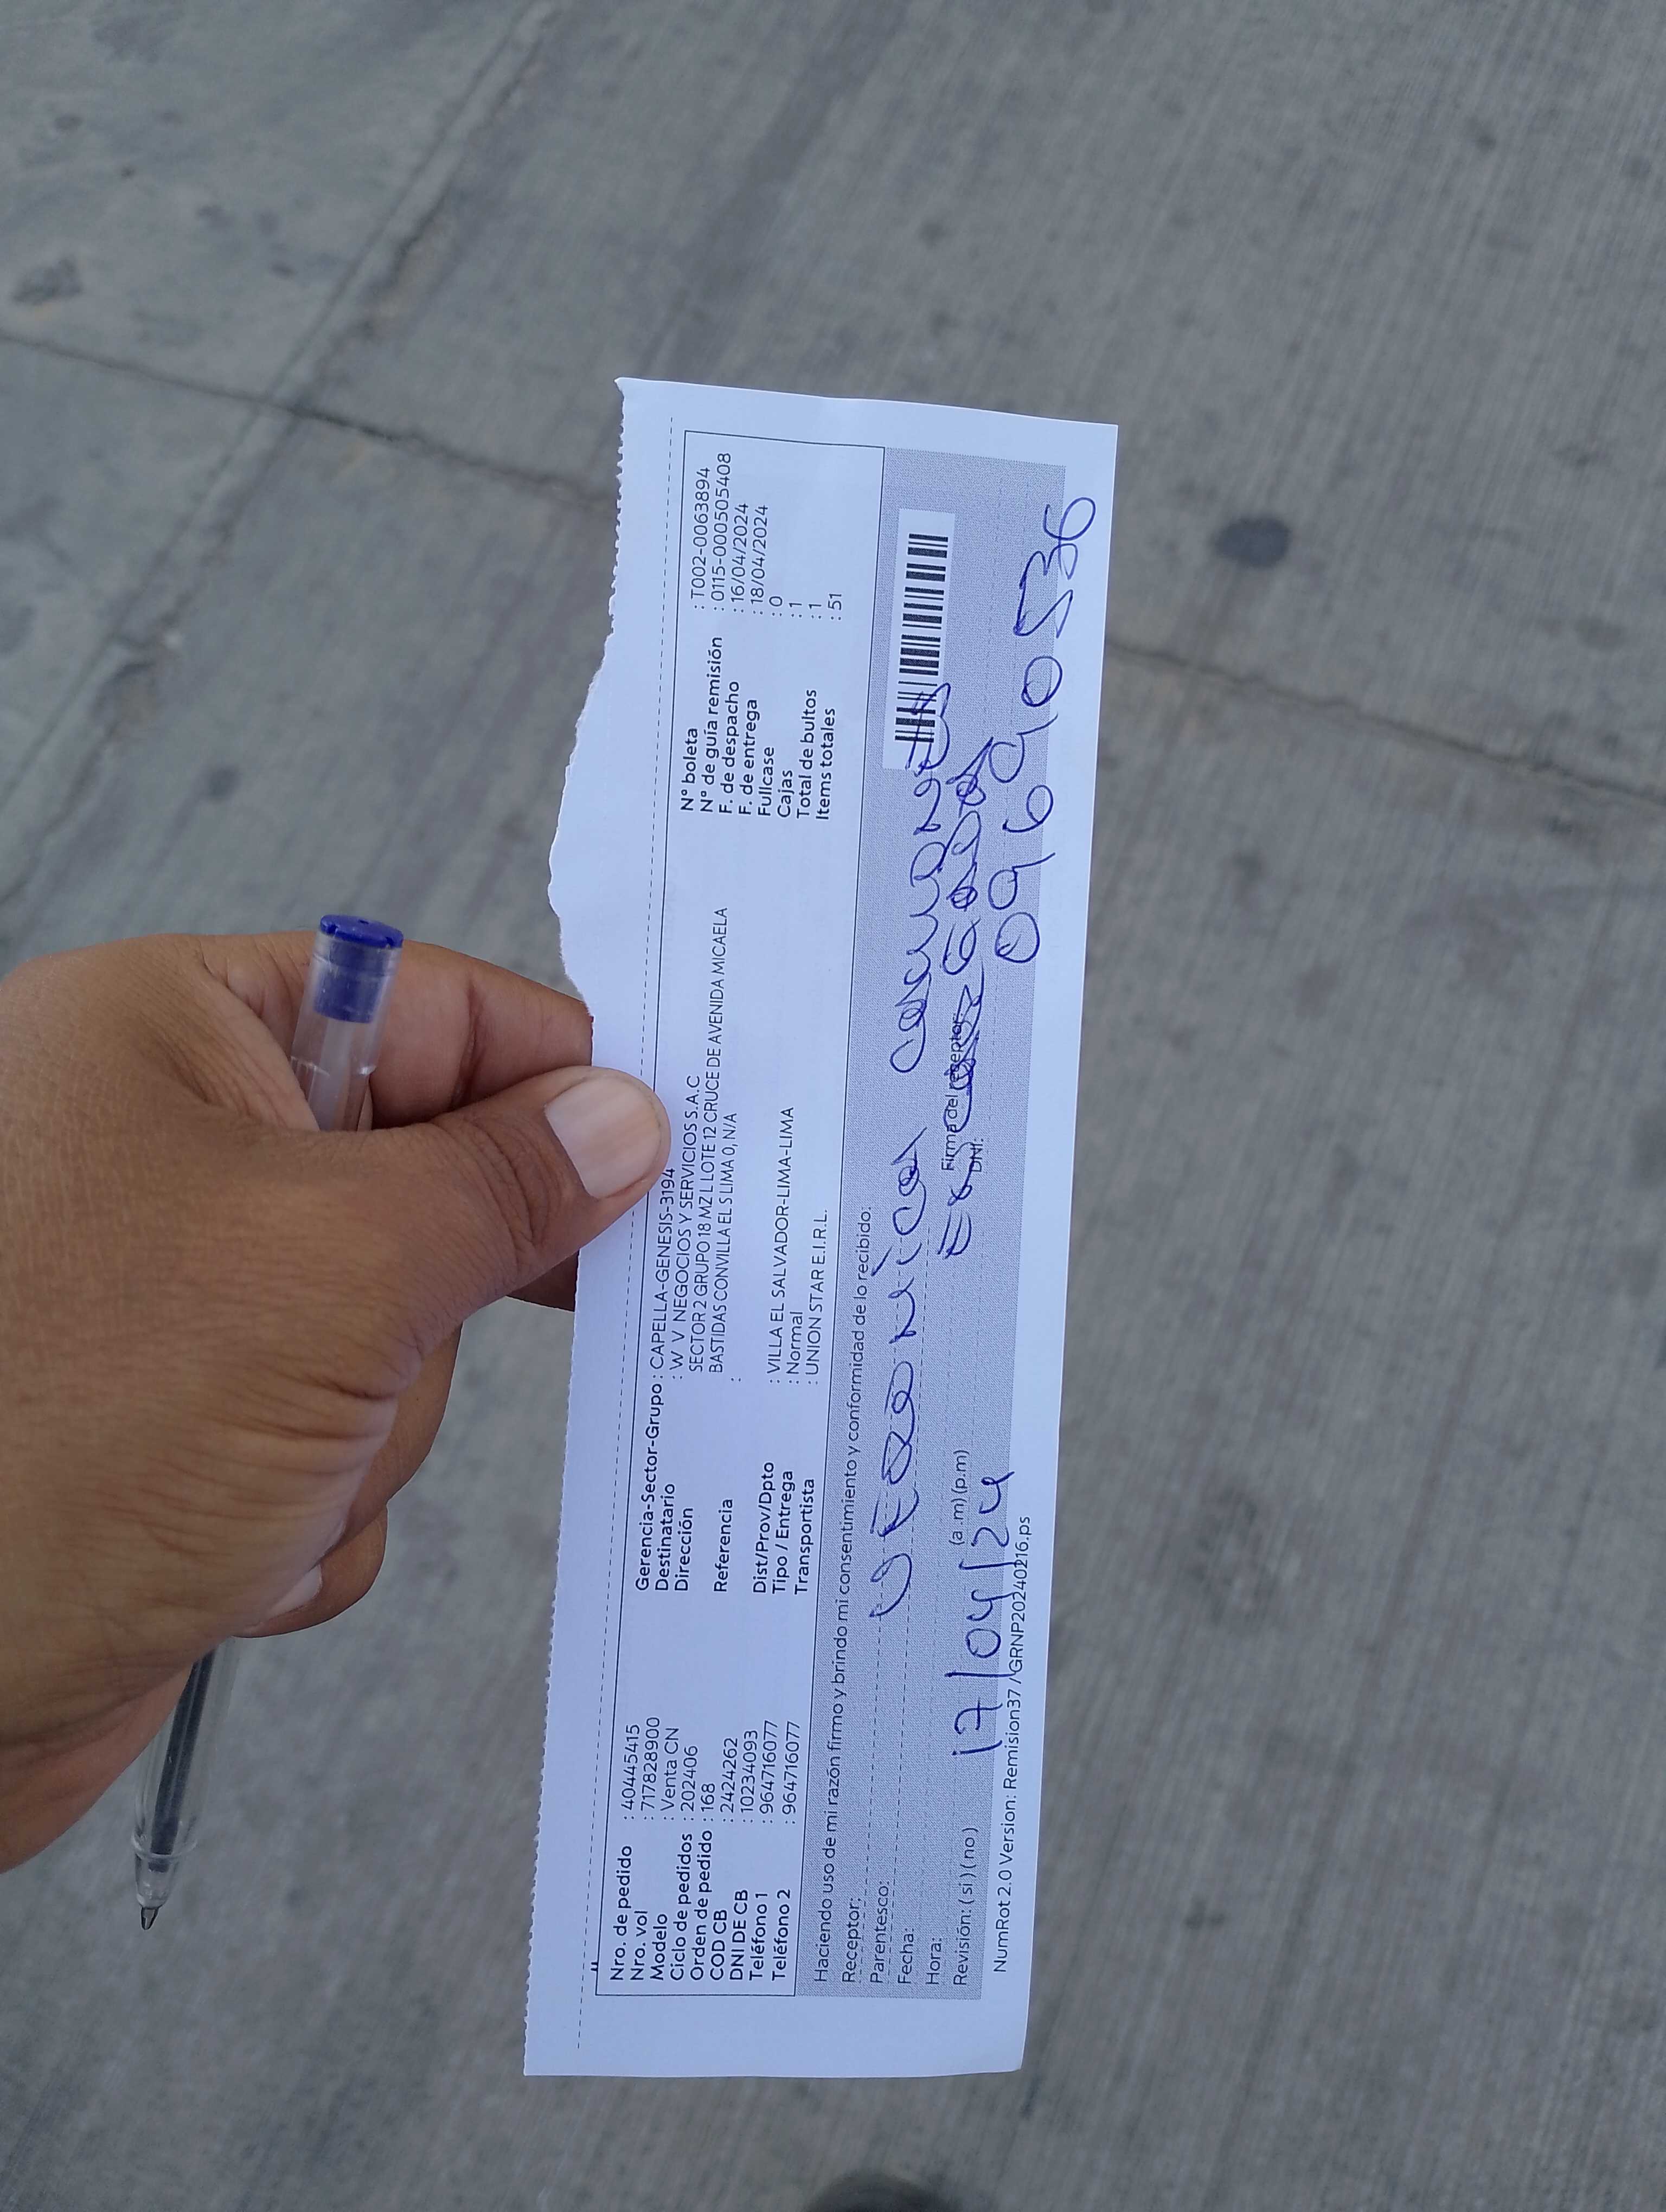 Nro. de pedido : 40445415
Nro. vol : 717828900
Modelo : Venta CN
Ciclo de pedidos : 202406
Orden de pedido : 168
COD CB : 2424262
DNI DE CB : 10234093
Teléfono 1 : 964716077
Teléfono 2 : 964716077
Gerencia-Sector-Grupo : CAPELLA-GENESIS-3194
Destinatario : W V NEGOCIOS Y SERVICIOS S.A.C
Dirección SECTOR 2 GRUPO 18 MZ L LOTE 12 CRUCE DE AVENIDA MICAELA
BASTIDAS CONVILLA EL S LIMA 0, N/A
Referencia :
Dist/Prov/Dpto : VILLA EL SALVADOR-LIMA-LIMA
Tipo / Entrega : Normal
Transportista : UNION STAR E.I.R.L.
N° boleta : T002-0063894
N° de guía remisión : 0115-000505408
F. de despacho : 16/04/2024
F. de entrega : 18/04/2024
Fullcase : 0
Cajas : 1
Total de bultos : 1
Items totales : 51
Haciendo uso de mi razón firmo y brindo mi consentimiento y conformidad de lo recibido.
Receptor:
Parentesco:
Fecha:
Hora: (a .m) (p.m)
Revisión: ( si ) ( no )
17/04/24
Firma del receptor
DNI:
09690536
NumRot 2.0 Version: Remision37 /GRNP20240216.ps